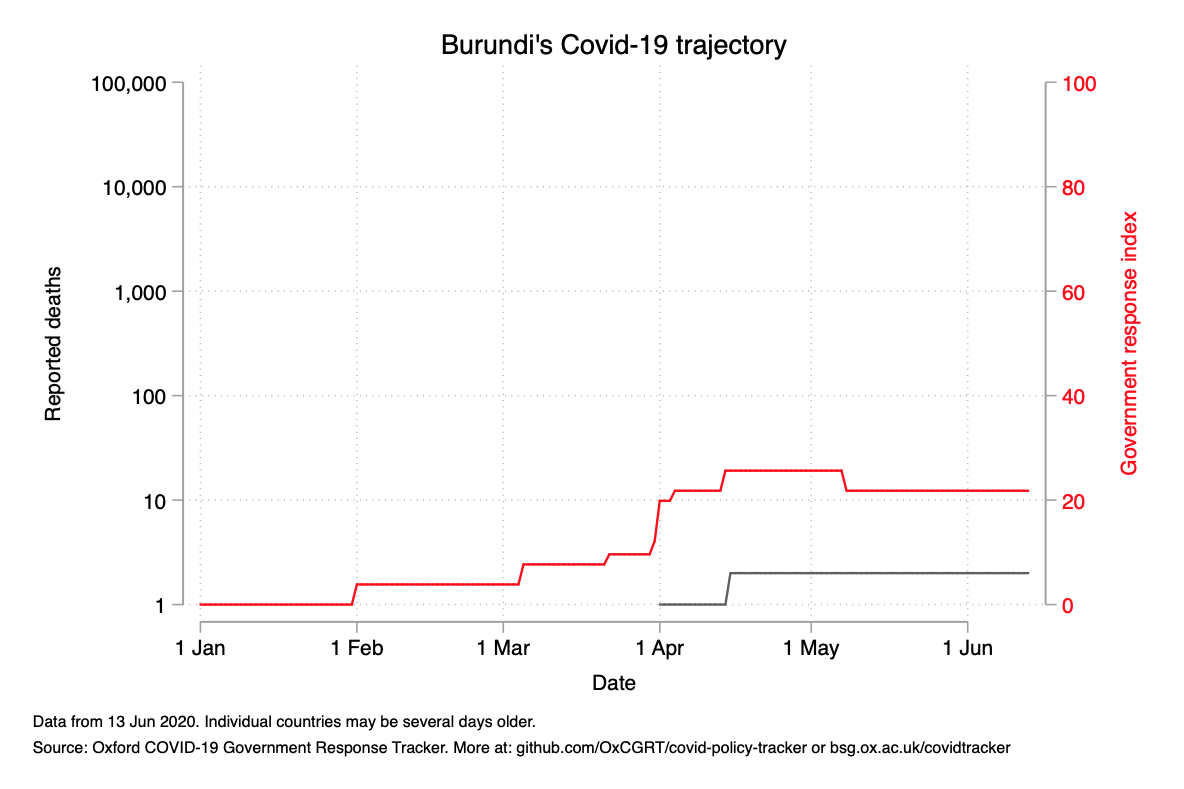 Burundi's Covid-19 trajectory
100,000
10,000
1,000
100
10
1
Reported deaths
100
80
60
40
20
0
Government response index
1 Jan
1 Feb
1 Mar
1 Apr
1 May
1 Jun
Date
Data from 13 Jun 2020. Individual countries may be several days older.
Source: Oxford COVID-19 Government Response Tracker. More at: github.com/OxCGRT/covid-policy-tracker or bsg.ox.ac.uk/covidtracker